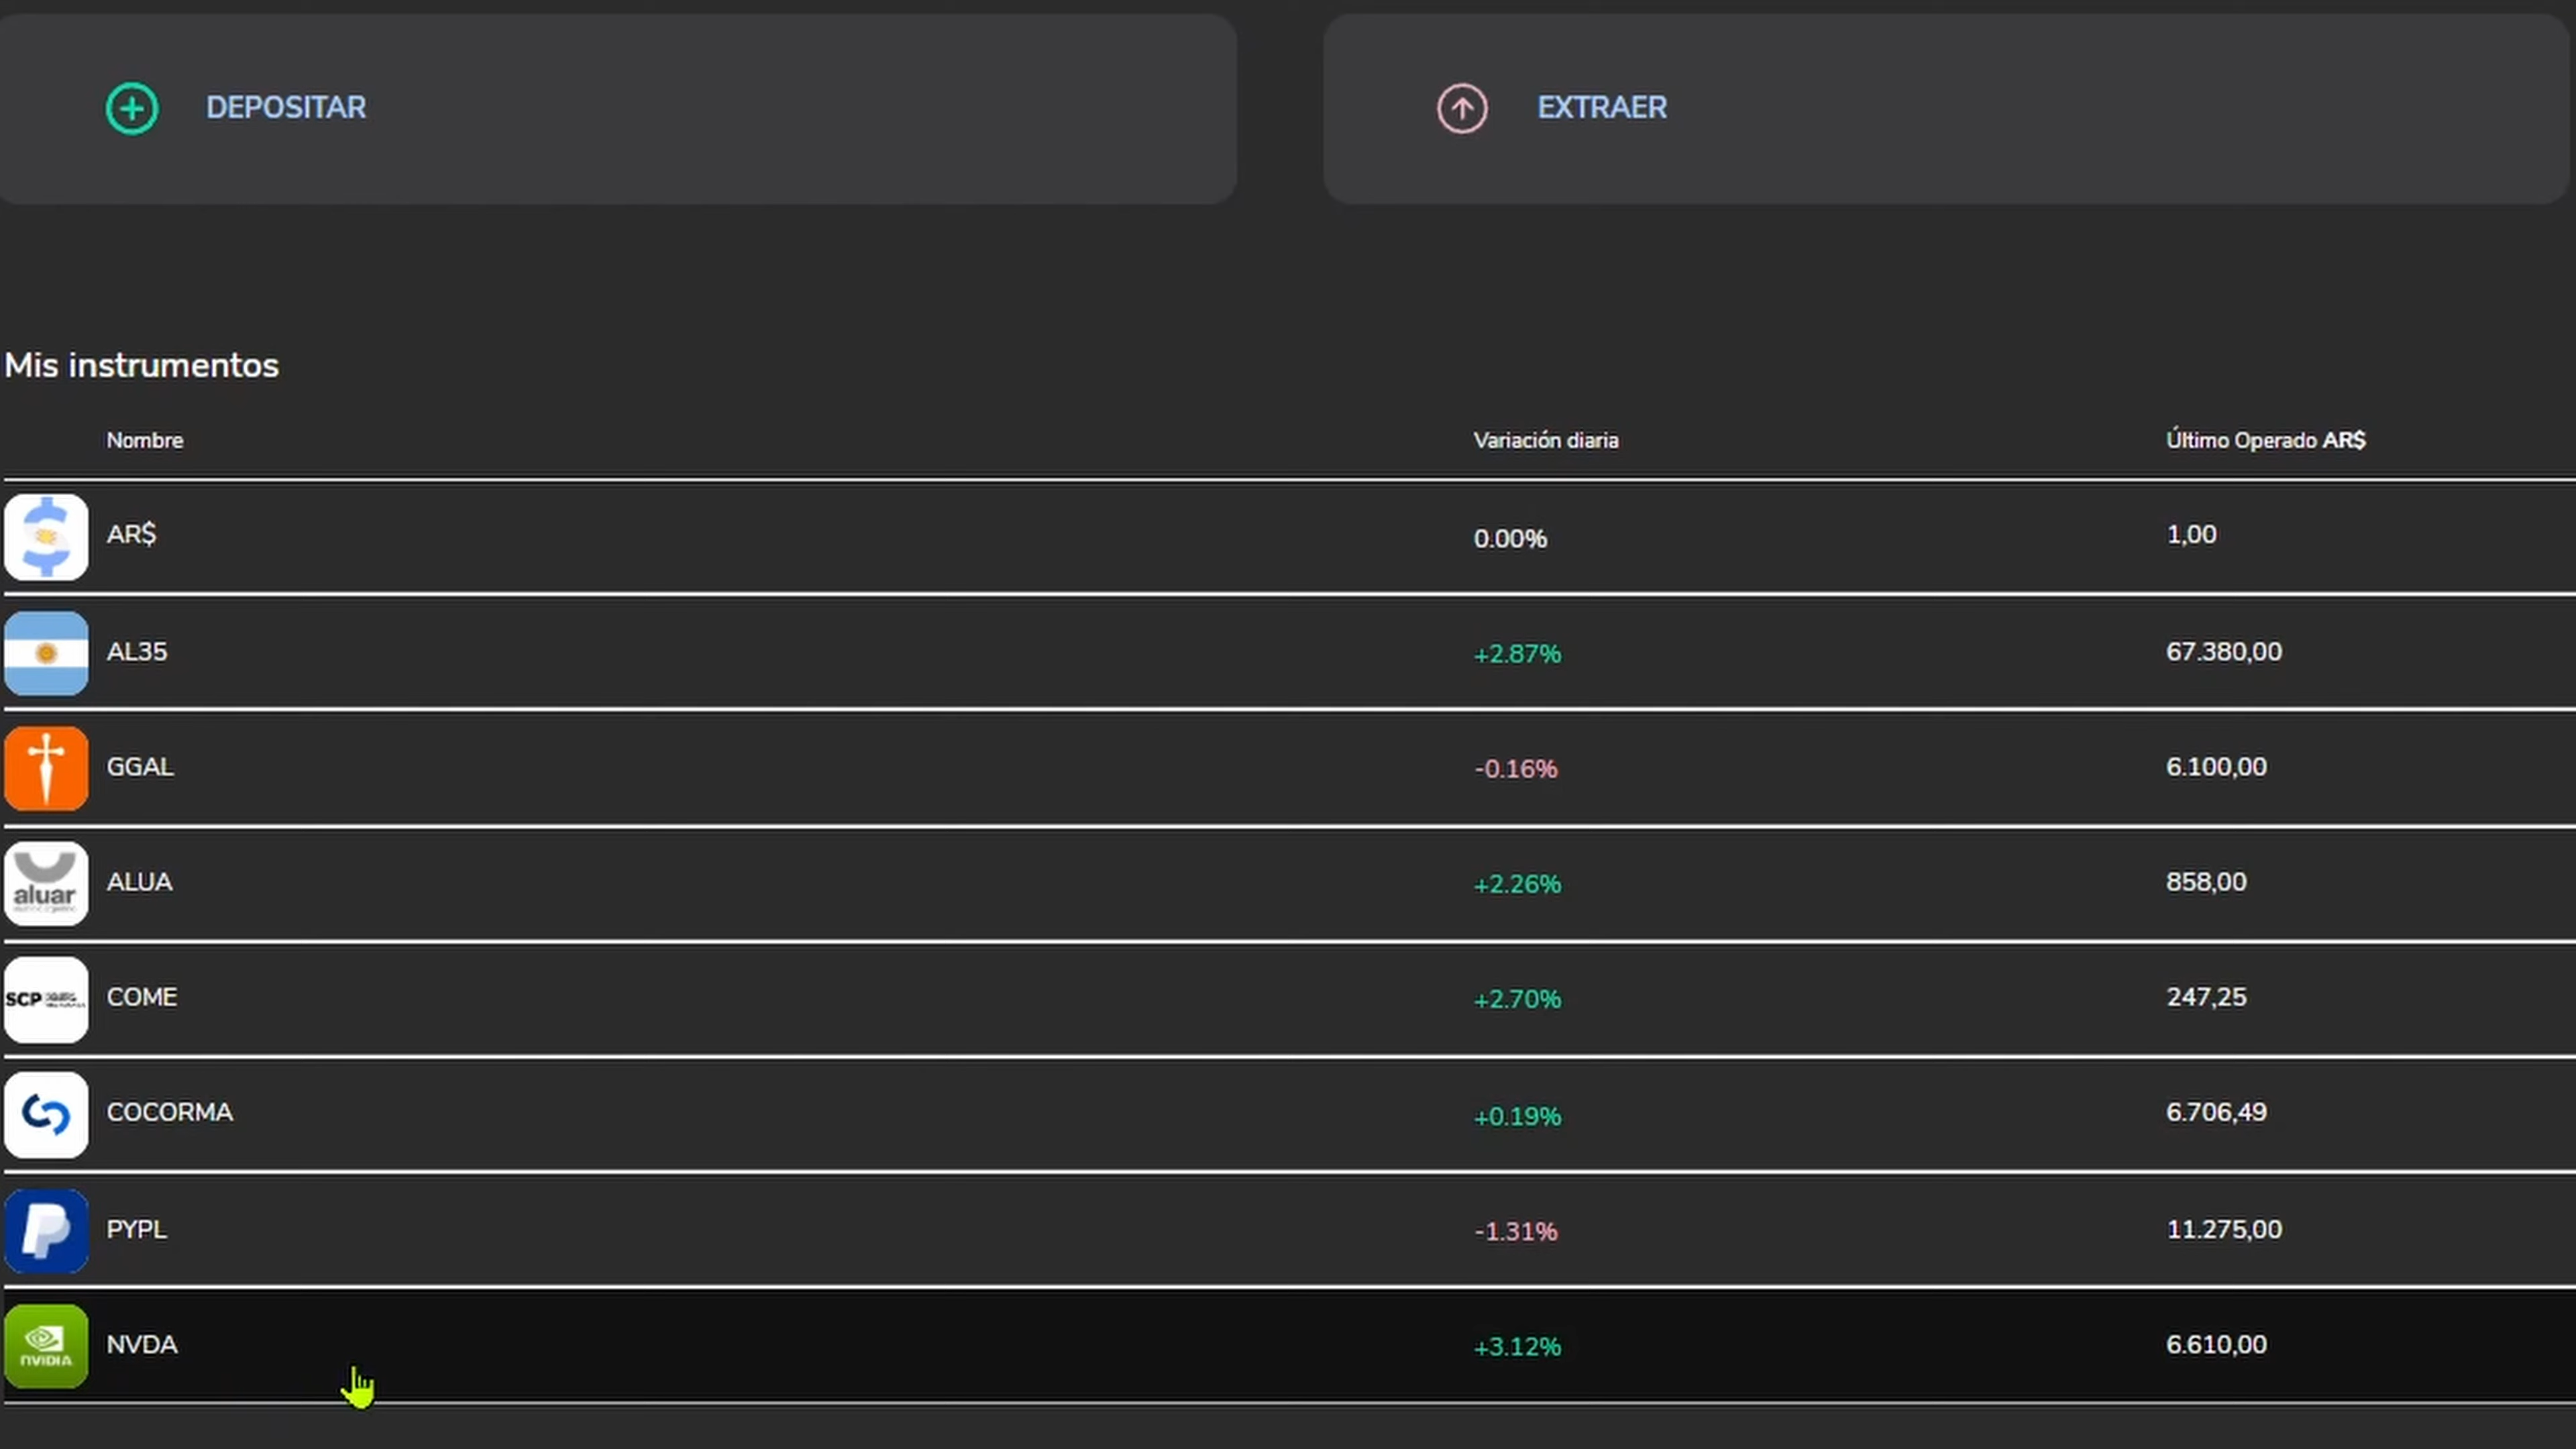 DEPOSITAR
EXTRAER
Mis instrumentos
Nombre Variación diaria Último Operado AR$
AR$ 0.00% 1,00
AL35 +2.87% 67.380,00
GGAL -0.16% 6.100,00
aluar ALUA +2.26% 858,00
SCP COME +2.70% 247,25
COCORMA +0.19% 6.706,49
PYPL -1.31% 11.275,00
NVIDIA NVDA +3.12% 6.610,00